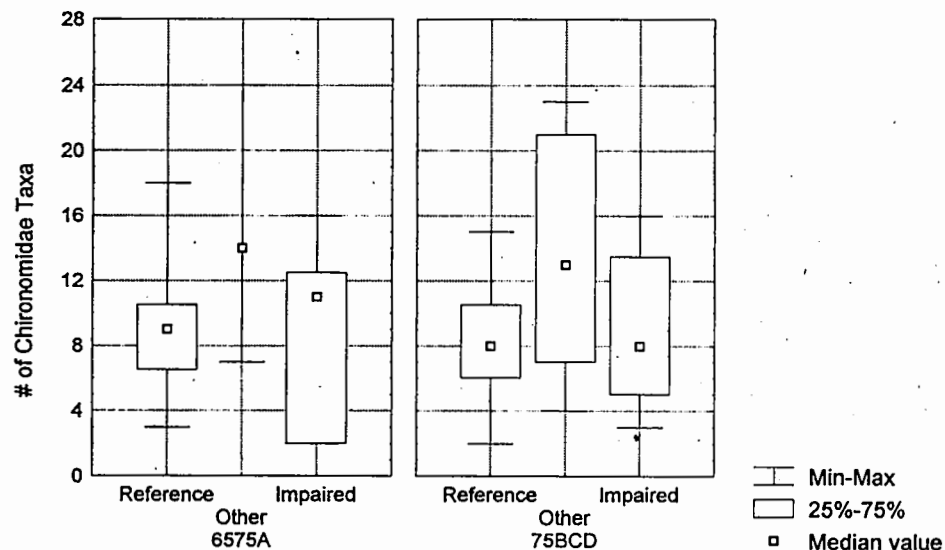 # of Chironomidae Taxa
28
24
20
16
12
8
4
0
Reference Impaired Reference Impaired
Other Other
6575A 75BCD
Min-Max
25%-75%
Median value